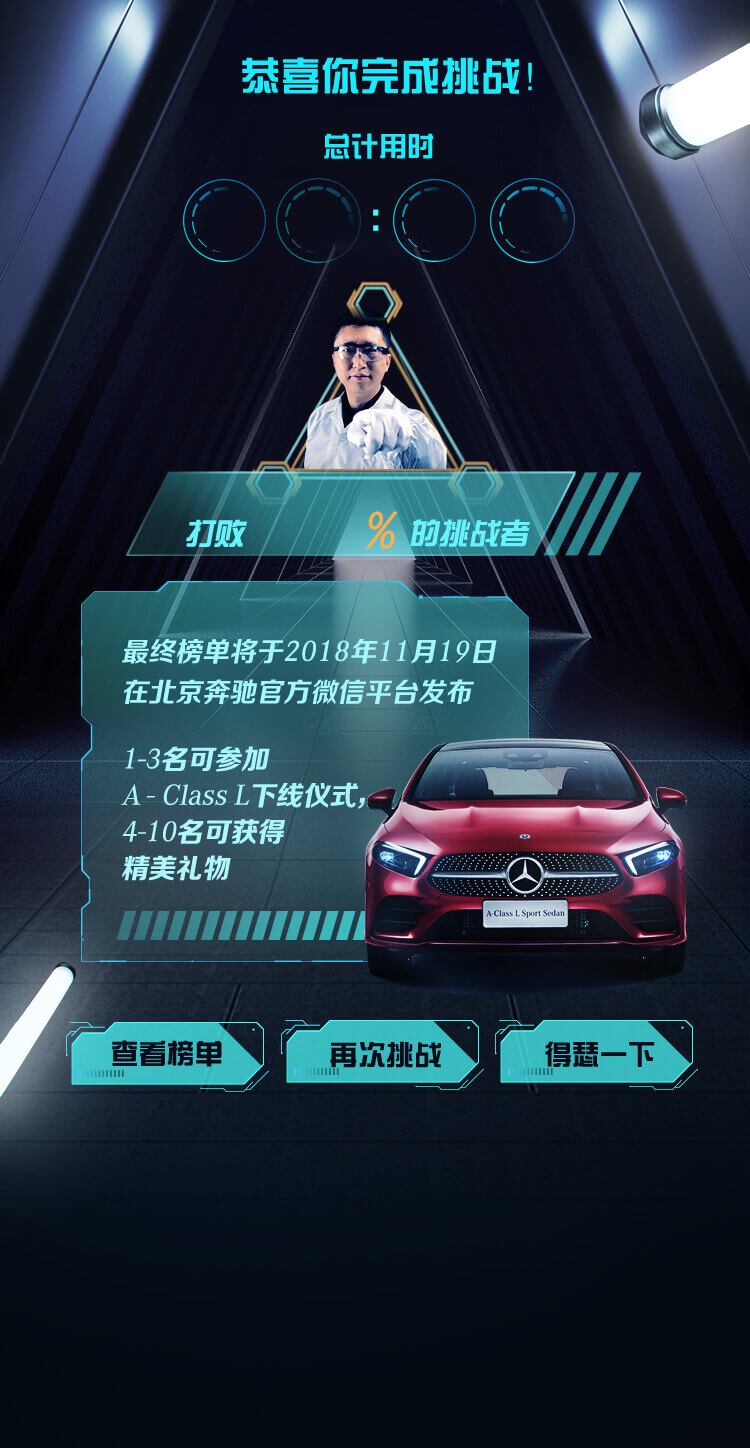 恭喜你完成挑战!
总计用时
:
打败 % 的挑战者
最终榜单将于2018年11月19日
在北京奔驰官方微信平台发布
1-3名可参加
A - Class L下线仪式,
4-10名可获得
精美礼物
A-Class L Sport Sedan
查看榜单 再次挑战 得瑟一下